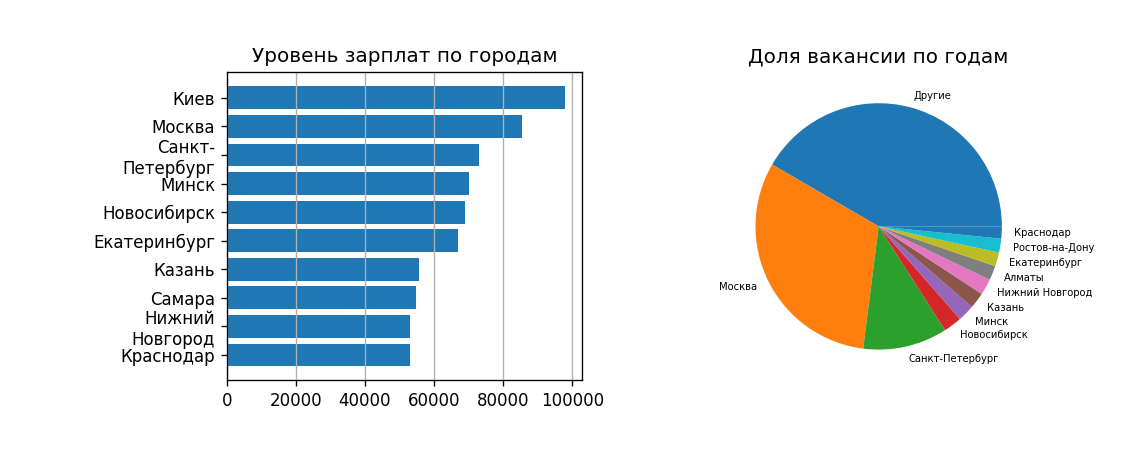 Уровень зарплат по городам
Киев
Москва
Санкт-
Петербург
Минск
Новосибирск
Екатеринбург
Казань
Самара
Нижний
Новгород
Краснодар
0 20000 40000 60000 80000 100000
Доля вакансии по годам
Другие
Москва
Санкт-Петербург
Новосибирск
Минск
Казань
Нижний Новгород
Алматы
Екатеринбург
Ростов-на-Дону
Краснодар